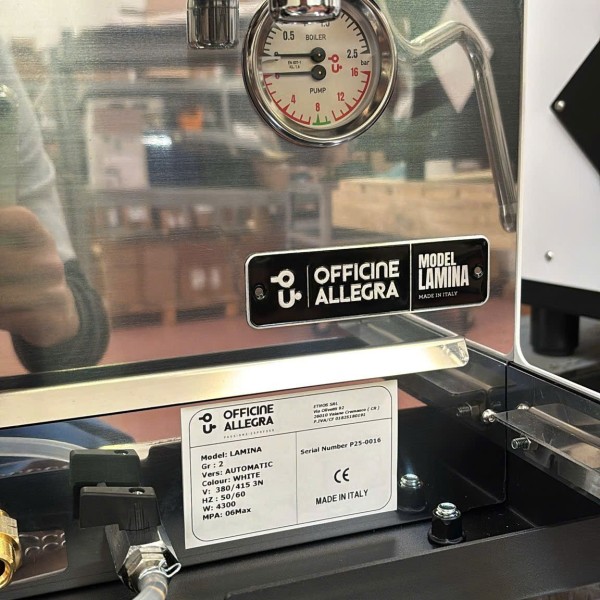 0.5
BOILER
2.5
bar
16
PUMP
4
8
12
OFFICINE
ALLEGRA
MODEL
LAMINA
MADE IN ITALY
OFFICINE
ALLEGRA
Model: LAMINA
Gr : 2
Vers: AUTOMATIC
Colour: WHITE
V: 380/415 3N
HZ : 50/60
W: 4300
MPA: 06Max
Serial Number P25-0016
CE
MADE IN ITALY